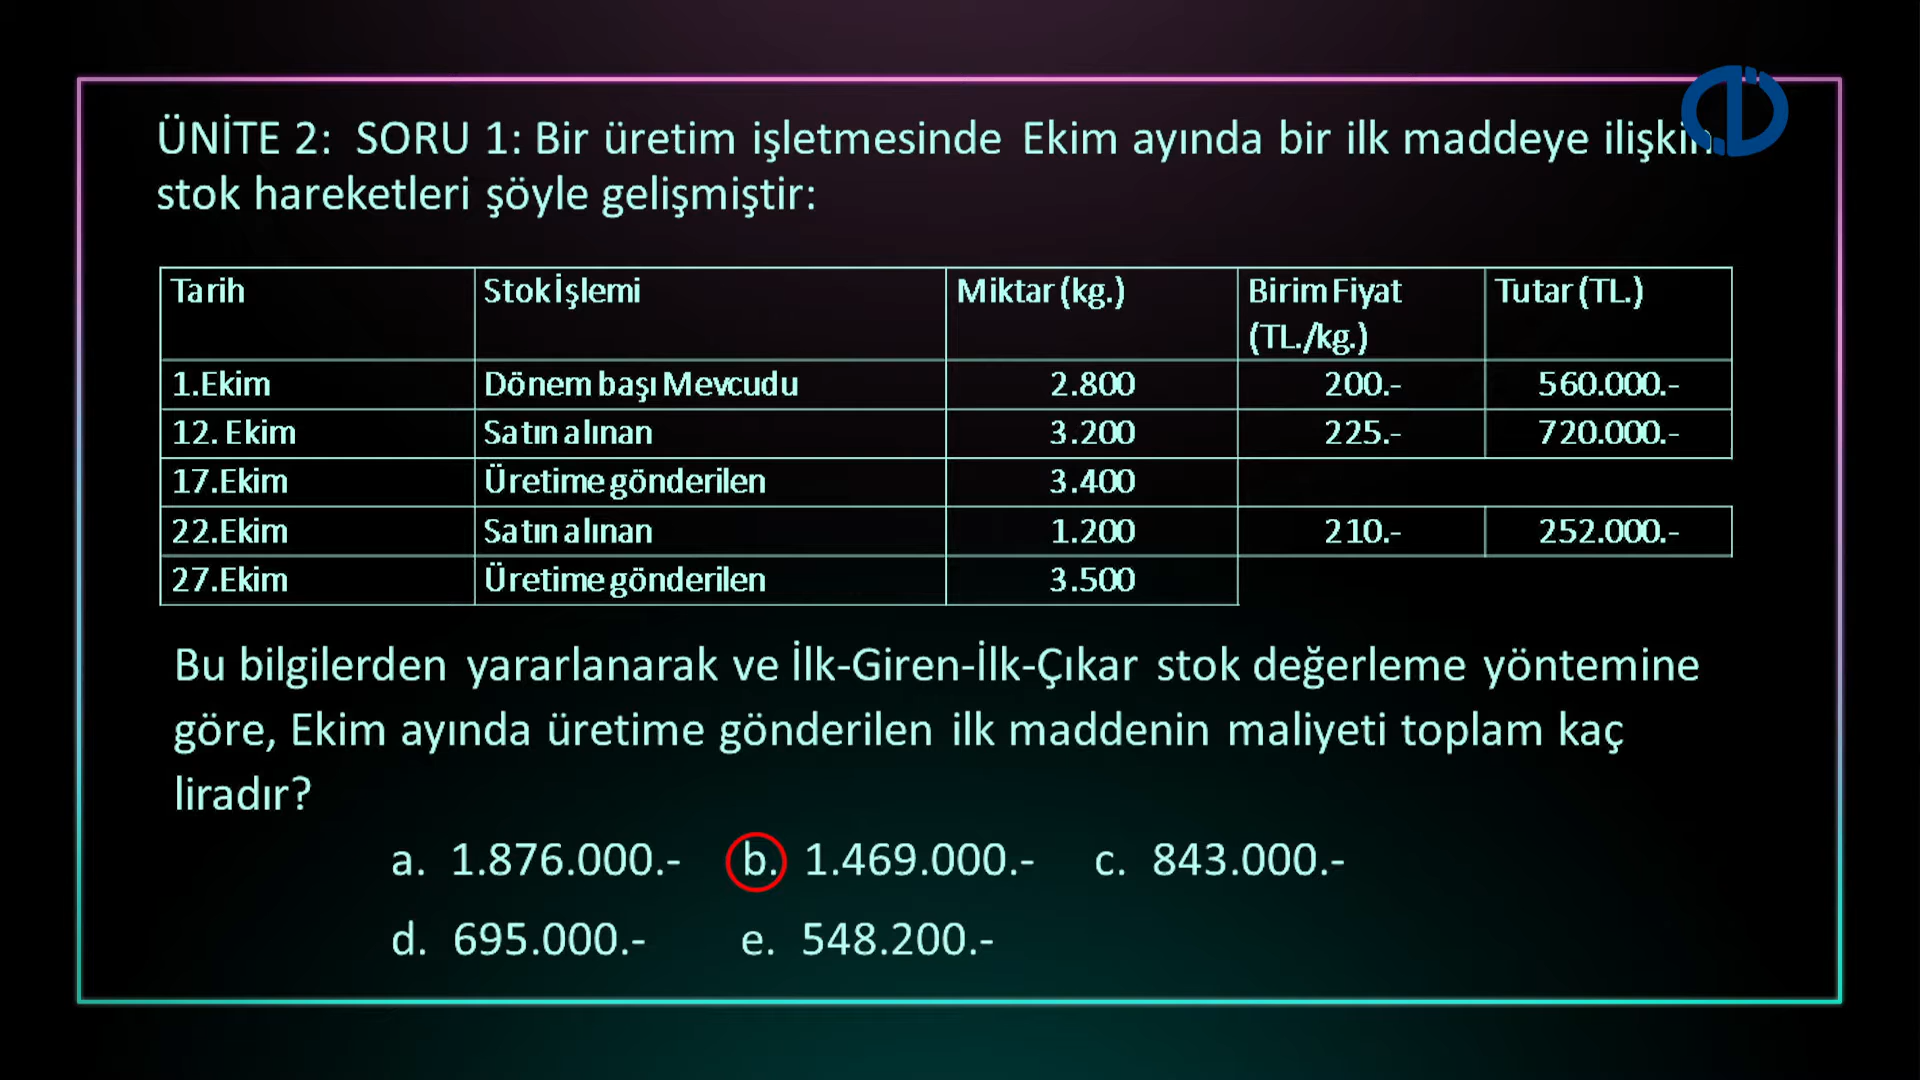 ÜNİTE 2: SORU 1: Bir üretim işletmesinde Ekim ayında bir ilk maddeye ilişkin
stok hareketleri şöyle gelişmiştir:
Tarih Stok İşlemi Miktar (kg.) Birim Fiyat (TL./kg.) Tutar (TL.)
1.Ekim Dönem başı Mevcudu 2.800 200.- 560.000.-
12. Ekim Satın alınan 3.200 225.- 720.000.-
17.Ekim Üretime gönderilen 3.400
22.Ekim Satın alınan 1.200 210.- 252.000.-
27.Ekim Üretime gönderilen 3.500
Bu bilgilerden yararlanarak ve İlk-Giren-İlk-Çıkar stok değerleme yöntemine
göre, Ekim ayında üretime gönderilen ilk maddenin maliyeti toplam kaç
liradır?
a. 1.876.000.- b. 1.469.000.- c. 843.000.-
d. 695.000.- e. 548.200.-